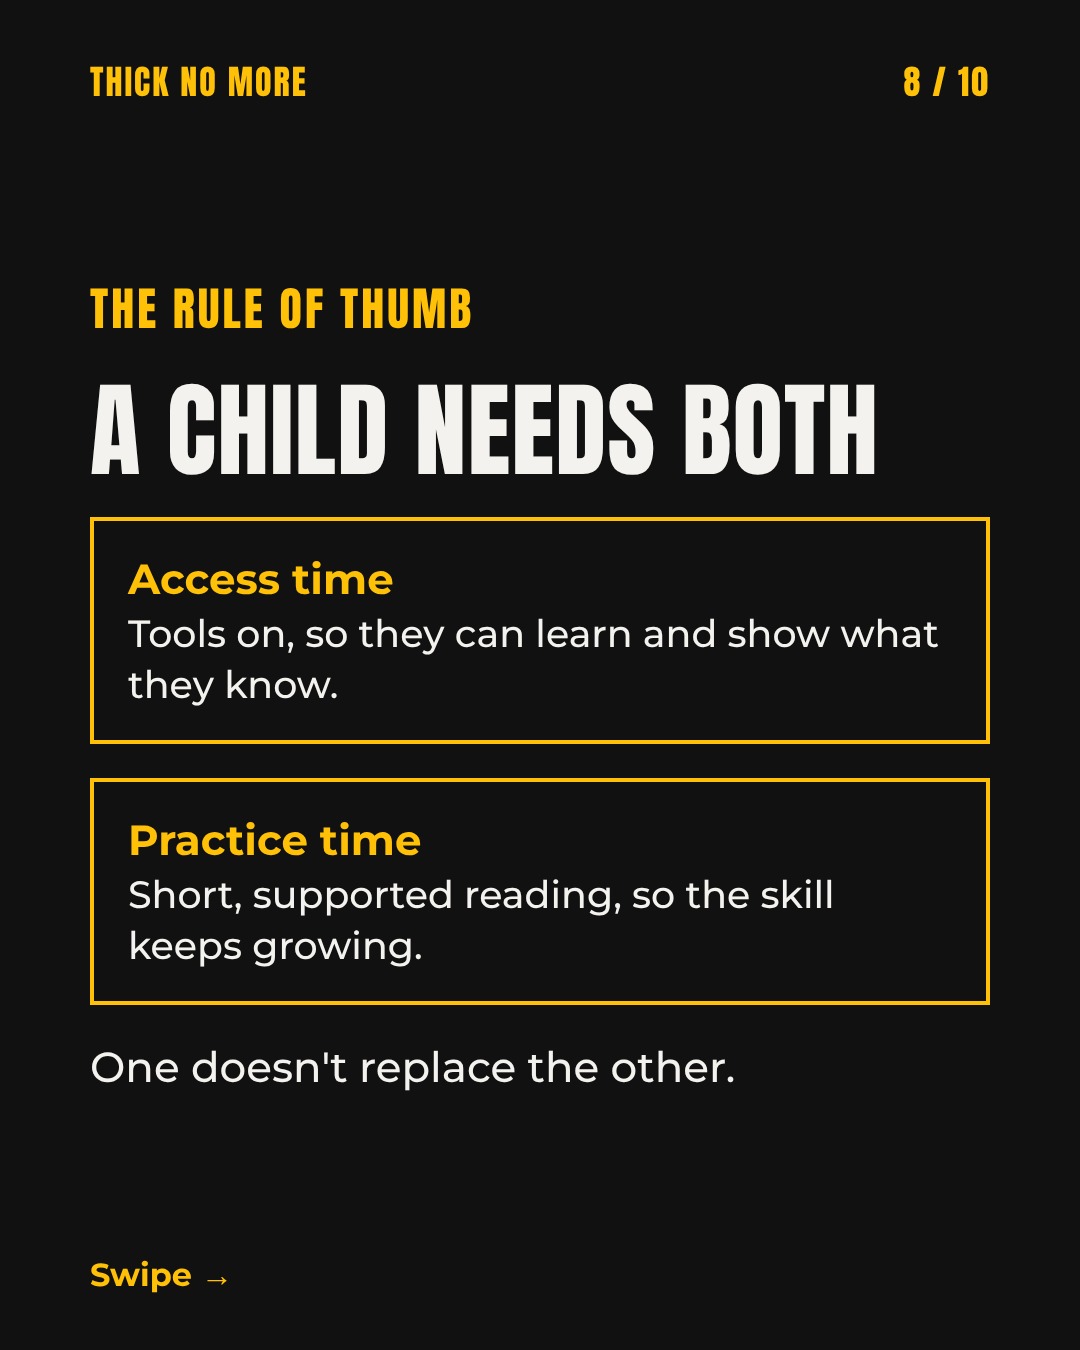 THICK NO MORE
8 / 10
THE RULE OF THUMB
A CHILD NEEDS BOTH
Access time
Tools on, so they can learn and show what
they know.
Practice time
Short, supported reading, so the skill
keeps growing.
One doesn't replace the other.
Swipe →